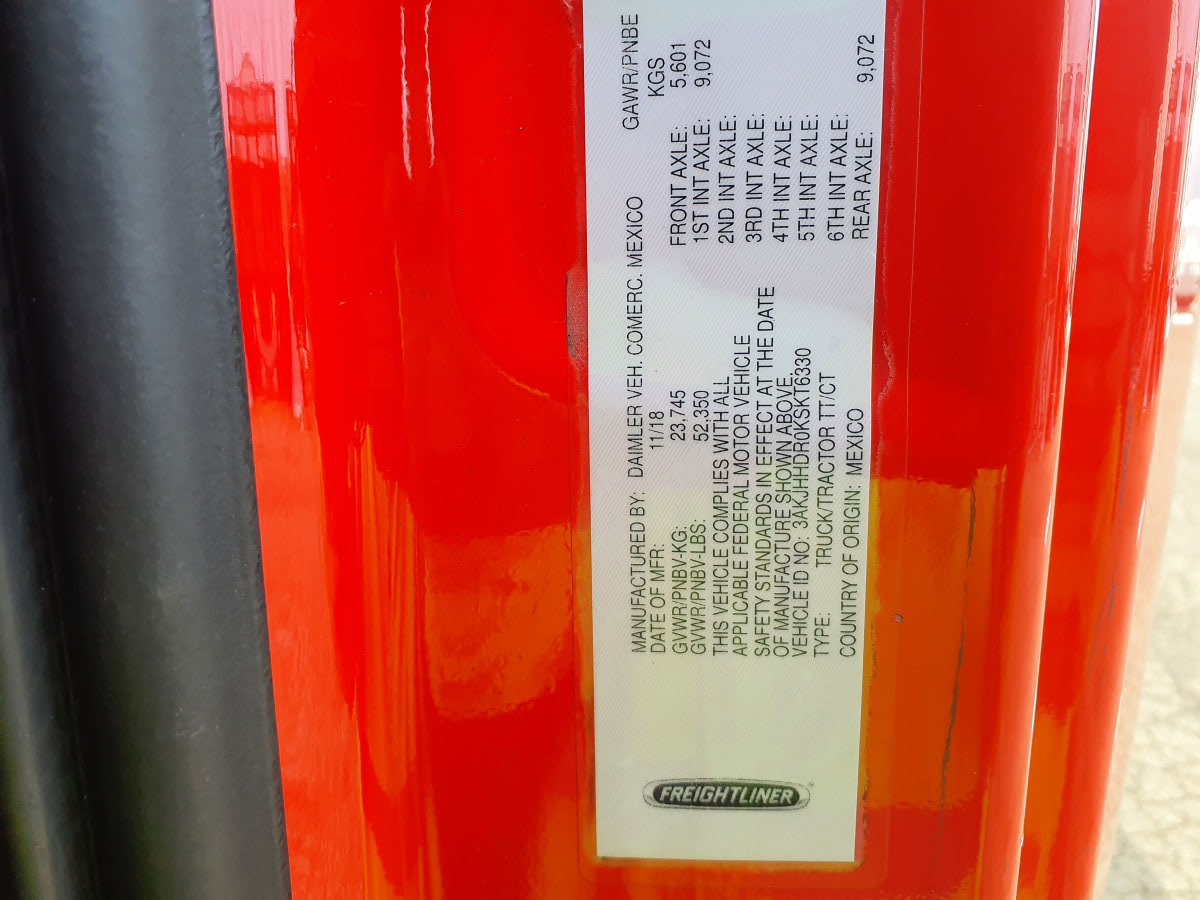 FREIGHTLINER
MANUFACTURED BY: DAIMLER VEH. COMERC. MEXICO
DATE OF MFR: 11/18
GVWR/PNBV-KG: 23,745
GVWR/PNBV-LBS: 52,350
THIS VEHICLE COMPLIES WITH ALL
APPLICABLE FEDERAL MOTOR VEHICLE
SAFETY STANDARDS IN EFFECT AT THE DATE
OF MANUFACTURE SHOWN ABOVE.
VEHICLE ID NO: 3AKJHHDR0KSKT6330
TYPE: TRUCK/TRACTOR TT/CT
COUNTRY OF ORIGIN: MEXICO
GAWR/PNBE
KGS
FRONT AXLE: 5,601
1ST INT AXLE: 9,072
2ND INT AXLE:
3RD INT AXLE:
4TH INT AXLE:
5TH INT AXLE:
6TH INT AXLE:
REAR AXLE: 9,072